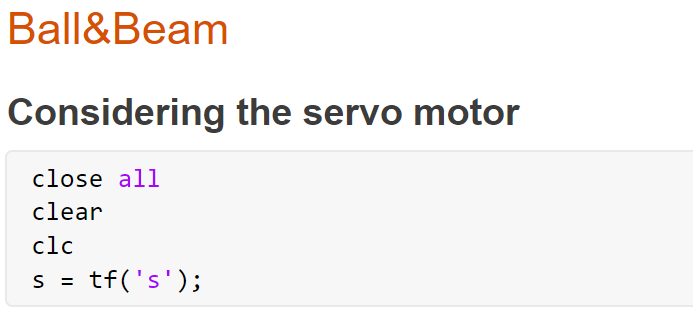 Ball&Beam
Considering the servo motor
close all
clear
clc
s = tf('s');